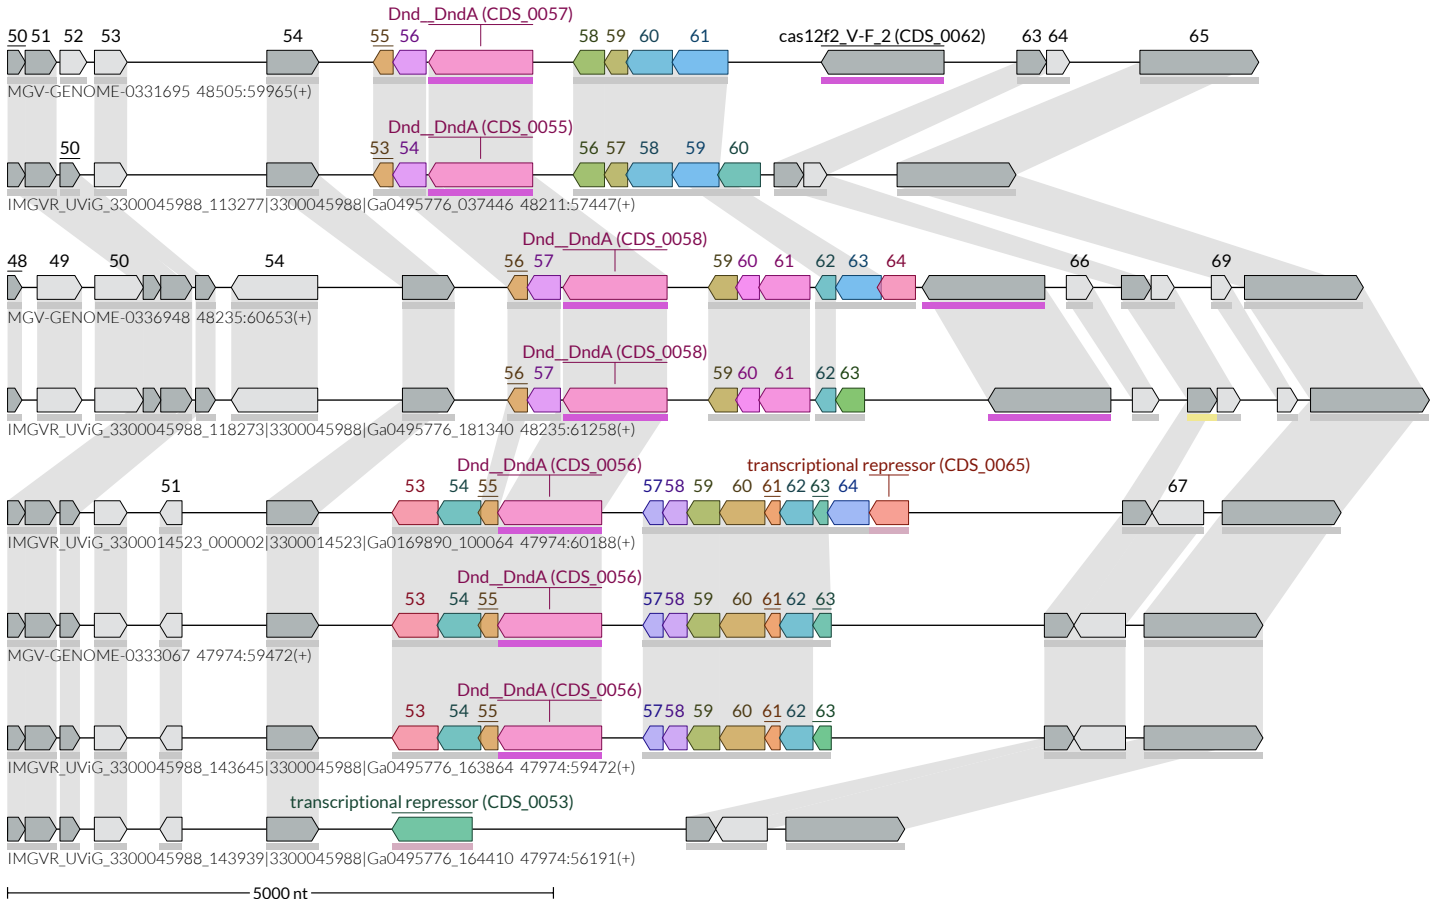 Dnd__DndA (CDS_0057)
50 51 52 53 54 55 56 58 59 60 61 cas12f2_V-F_2 (CDS_0062) 63 64 65
MGV-GENOME-0331695 48505:59965(+)
Dnd__DndA (CDS_0055)
50 53 54 56 57 58 59 60
IMGVR_UViG_3300045988_113277|3300045988|Ga0495776_037446 48211:57447(+)
Dnd__DndA (CDS_0058)
48 49 50 54 56 57 59 60 61 62 63 64 66 69
MGV-GENOME-0336948 48235:60653(+)
Dnd__DndA (CDS_0058)
56 57 59 60 61 62 63
IMGVR_UViG_3300045988_118273|3300045988|Ga0495776_181340 48235:61258(+)
Dnd__DndA (CDS_0056) transcriptional repressor (CDS_0065)
51 53 54 55 57 58 59 60 61 62 63 64 67
IMGVR_UViG_3300014523_000002|3300014523|Ga0169890_100064 47974:60188(+)
Dnd__DndA (CDS_0056)
53 54 55 57 58 59 60 61 62 63
MGV-GENOME-0333067 47974:59472(+)
Dnd__DndA (CDS_0056)
53 54 55 57 58 59 60 61 62 63
IMGVR_UViG_3300045988_143645|3300045988|Ga0495776_163864 47974:59472(+)
transcriptional repressor (CDS_0053)
IMGVR_UViG_3300045988_143939|3300045988|Ga0495776_164410 47974:56191(+)
5000 nt